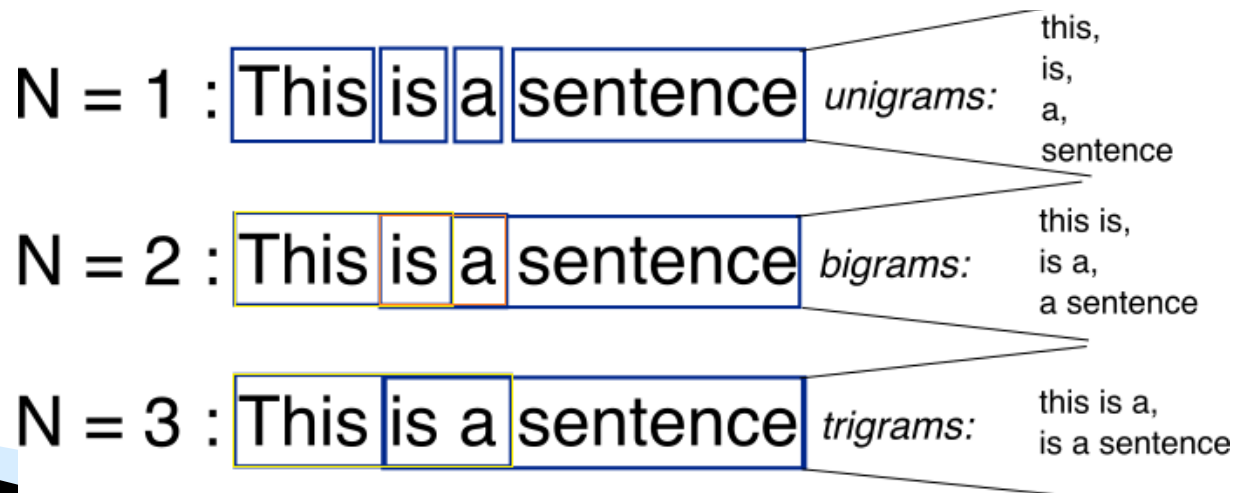 N = 1 : This is a sentence unigrams:
this,
is,
a,
sentence
N = 2 : This is a sentence bigrams:
this is,
is a,
a sentence
N = 3 : This is a sentence trigrams:
this is a,
is a sentence